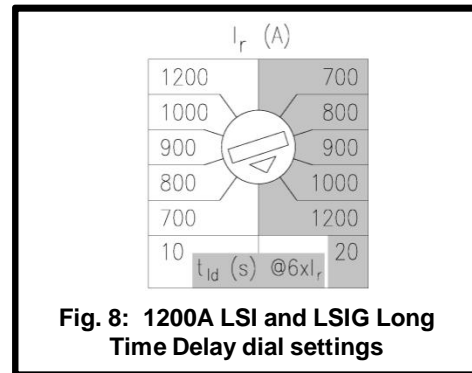 Ir (A)
1200 700
1000 800
900 900
800 1000
700 1200
10 tld (s) @6xIr 20
Fig. 8: 1200A LSI and LSIG Long
Time Delay dial settings